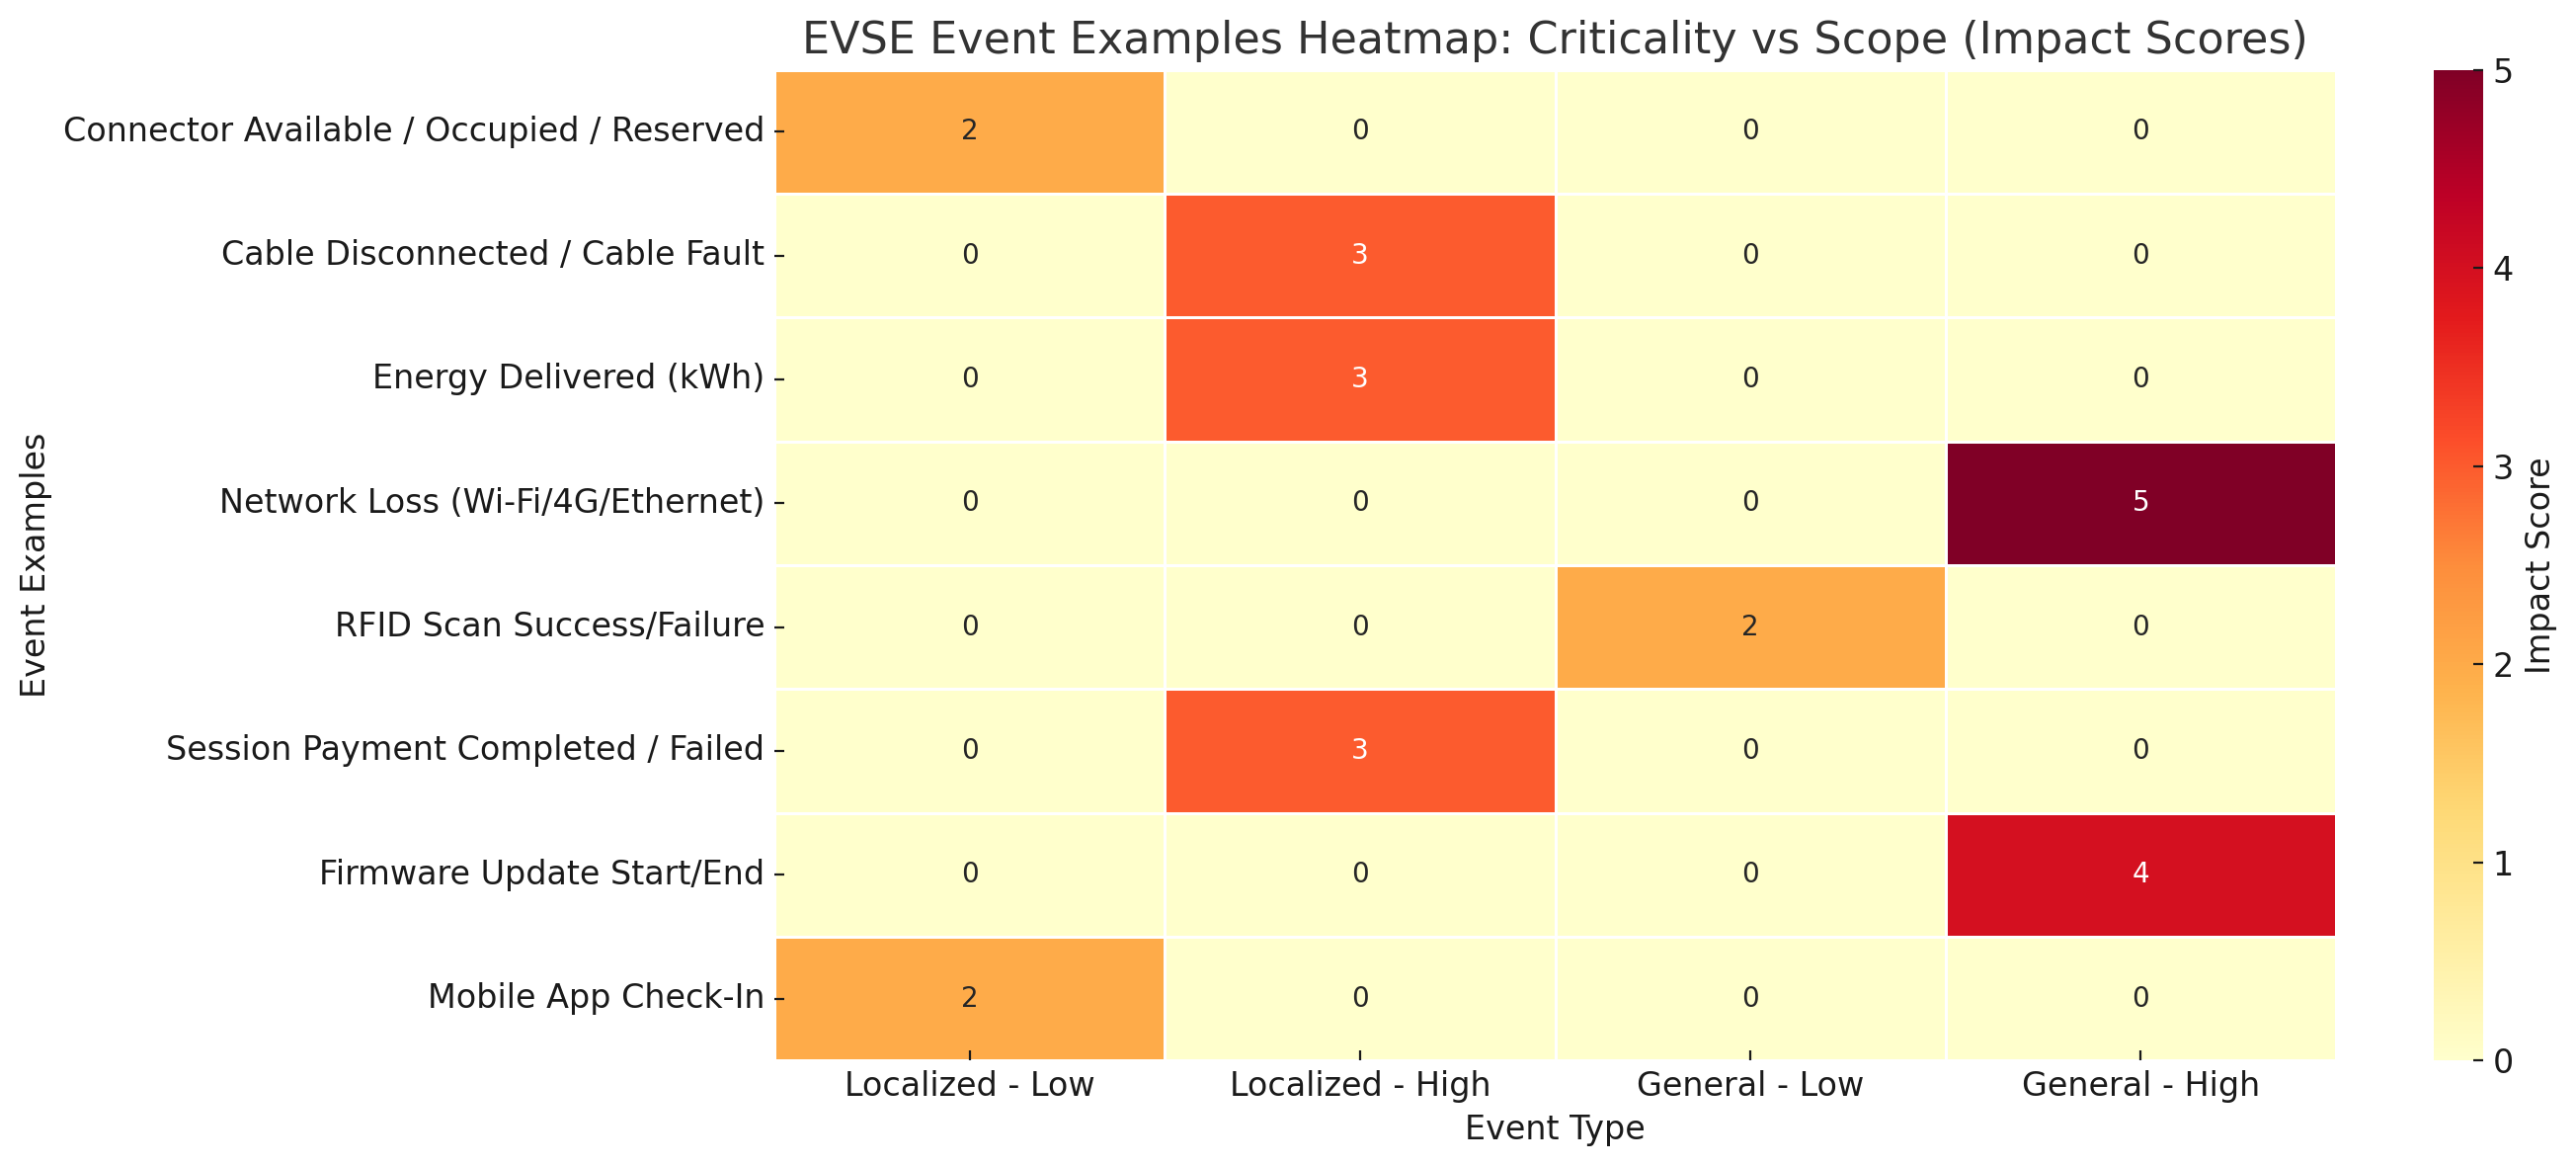 EVSE Event Examples Heatmap: Criticality vs Scope (Impact Scores)
Event Examples
Connector Available / Occupied / Reserved 2 0 0 0
Cable Disconnected / Cable Fault 0 3 0 0
Energy Delivered (kWh) 0 3 0 0
Network Loss (Wi-Fi/4G/Ethernet) 0 0 0 5
RFID Scan Success/Failure 0 0 2 0
Session Payment Completed / Failed 0 3 0 0
Firmware Update Start/End 0 0 0 4
Mobile App Check-In 2 0 0 0
Localized - Low Localized - High General - Low General - High
Event Type
5
4
3
2
1
0
Impact Score